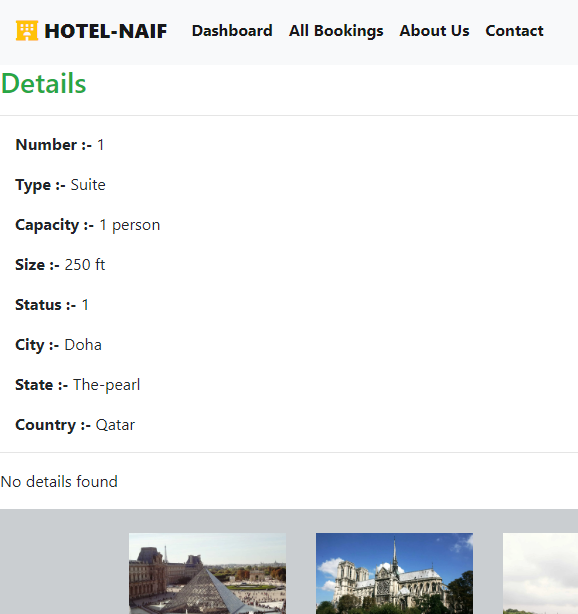 HOTEL-NAIF Dashboard All Bookings About Us Contact
Details
Number :- 1
Type :- Suite
Capacity :- 1 person
Size :- 250 ft
Status :- 1
City :- Doha
State :- The-pearl
Country :- Qatar
No details found